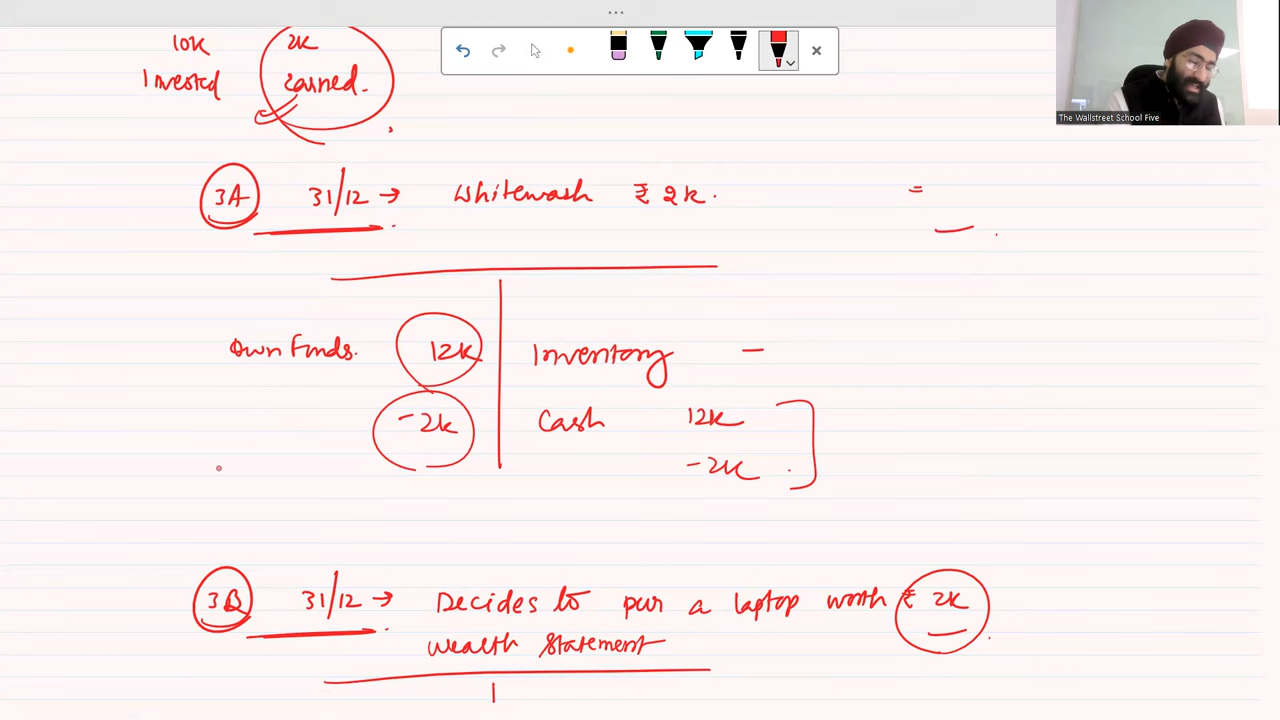 10K 2K
Invested earned.
The Wallstreet School Five
3A 31/12 → Whitewash ₹ 2K. =
Own Funds. 12K Inventory —
-2K Cash 12K
-2K
3B 31/12 → Decides to pur a laptop worth ₹ 2K
Wealth Statement